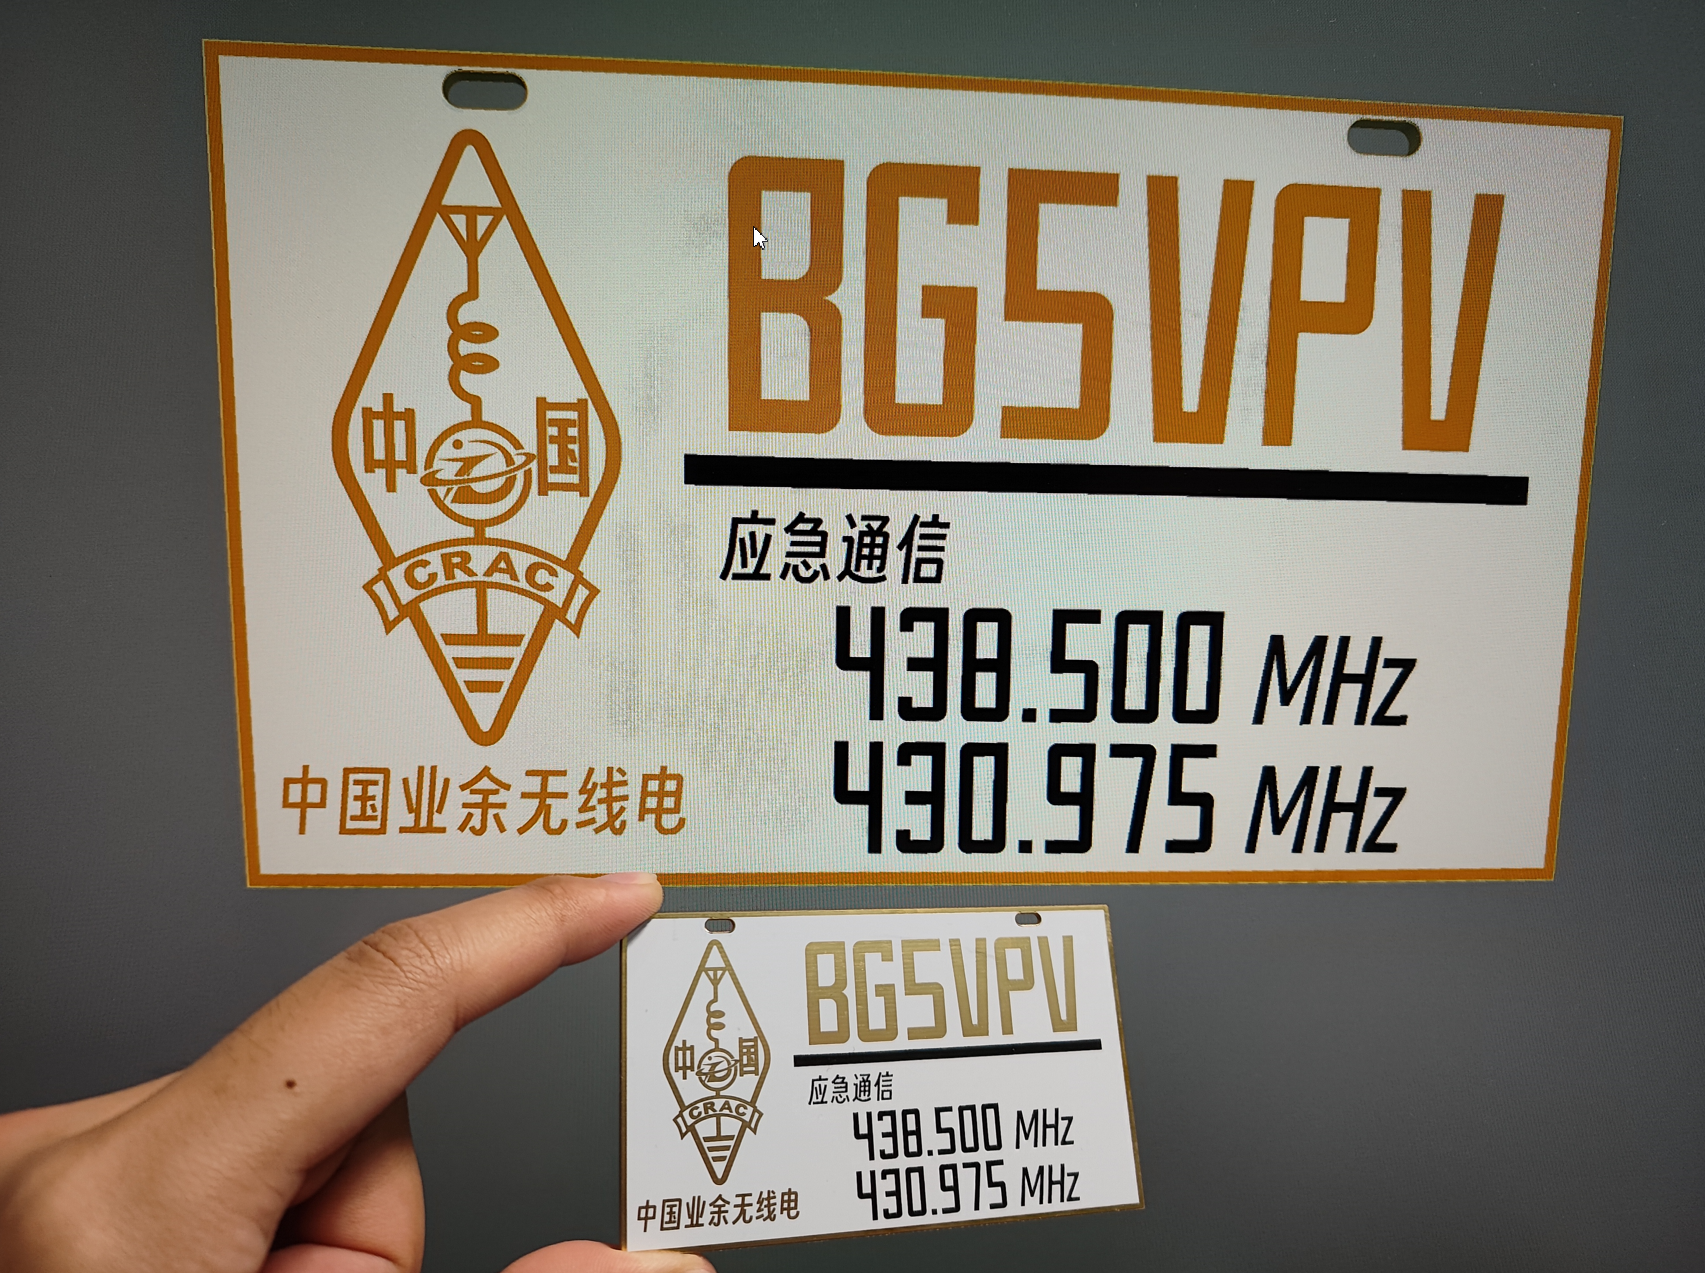 BG5VPV
中 国
CRAC
应急通信
438.500 MHz
430.975 MHz
中国业余无线电
BG5VPV
中 国
CRAC
应急通信
438.500 MHz
430.975 MHz
中国业余无线电